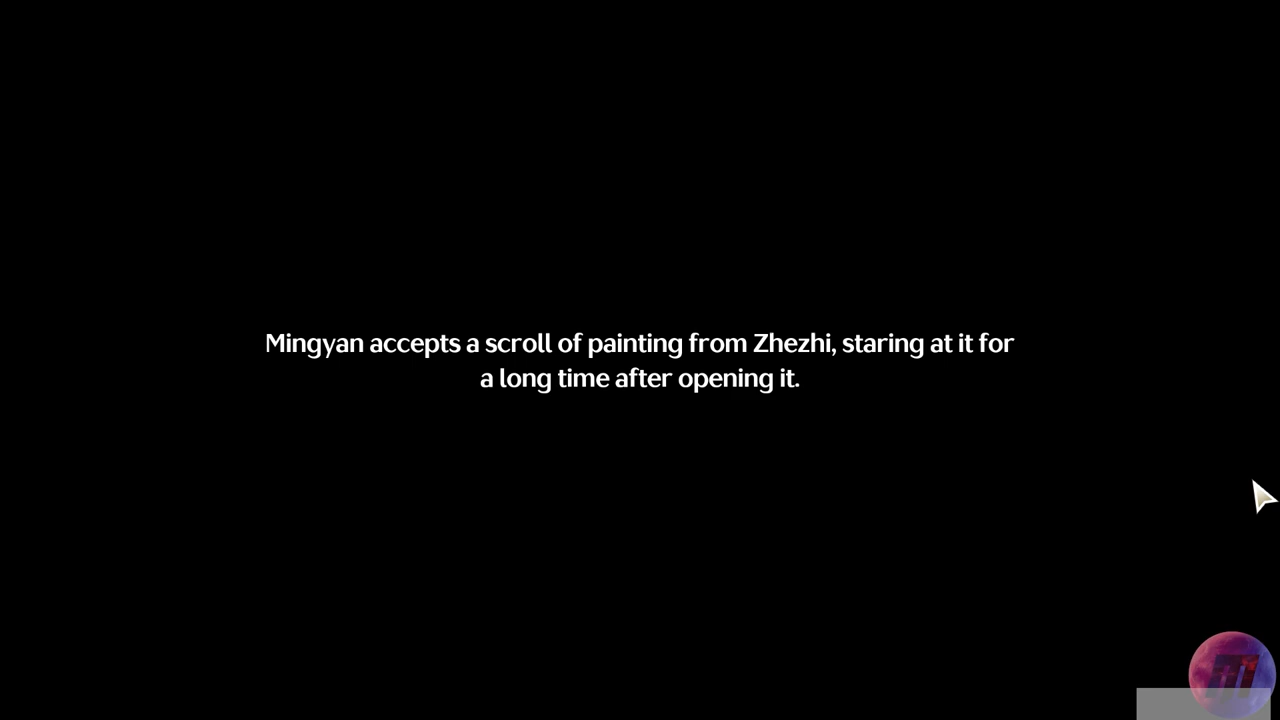 Mingyan accepts a scroll of painting from Zhezhi, staring at it for
a long time after opening it.